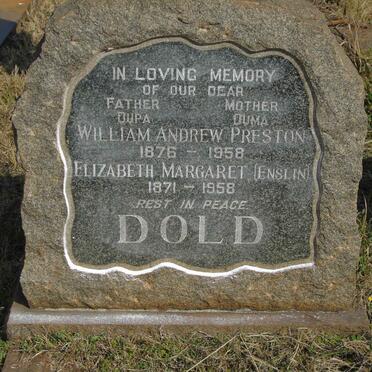 IN LOVING MEMORY
OF OUR DEAR
FATHER MOTHER
OUPA OUMA
WILLIAM ANDREW PRESTON
1876 - 1958
ELIZABETH MARGARET (ENSLIN)
1871 - 1958
REST IN PEACE
DOLD